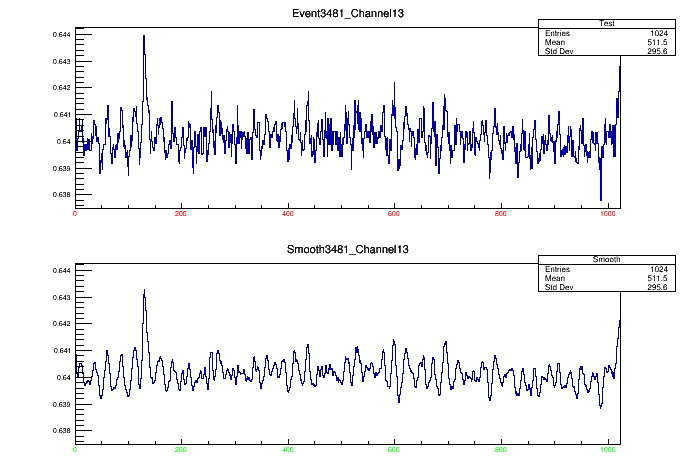 Event3481_Channel13
Test
Entries 1024
Mean 511.5
Std Dev 295.6
0.644
0.643
0.642
0.641
0.64
0.639
0.638
0 200 400 600 800 1000
Smooth3481_Channel13
Smooth
Entries 1024
Mean 511.5
Std Dev 295.6
0.644
0.643
0.642
0.641
0.64
0.639
0.638
0 200 400 600 800 1000